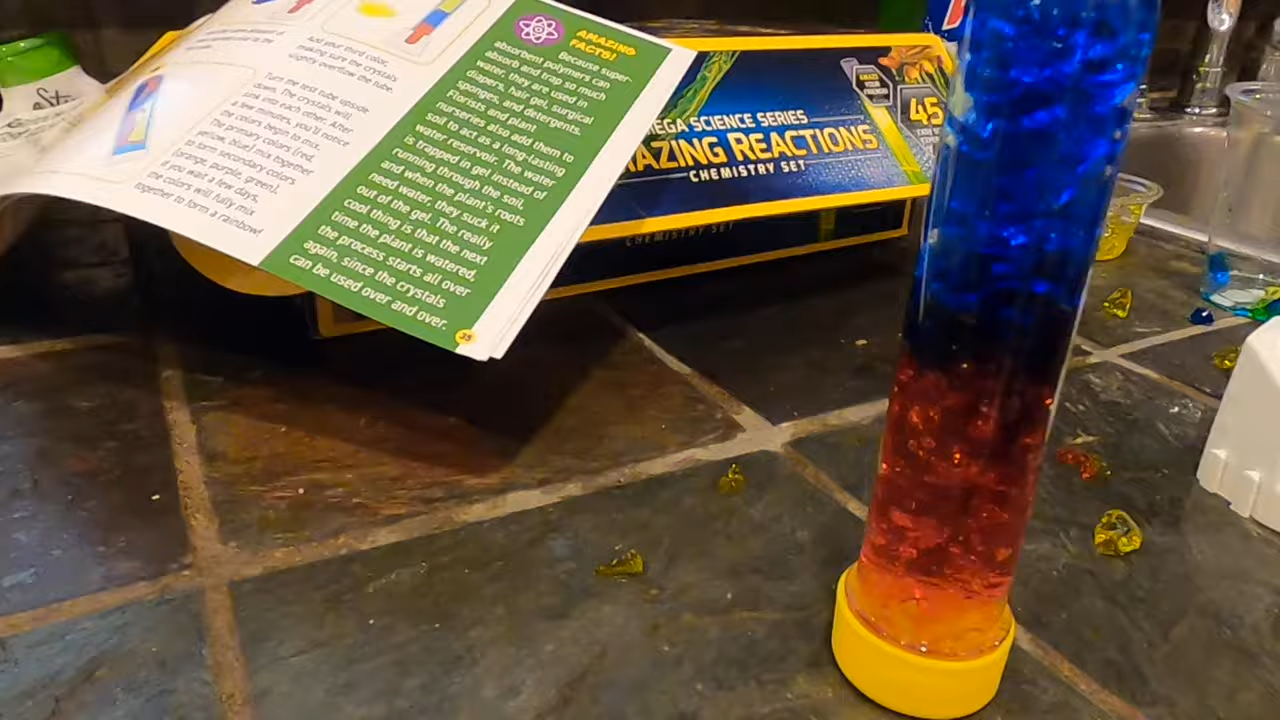 Add your third color,
making sure the crystals
slightly overflow the tube.
Turn the test tube upside
down. The crystals will
sink into each other. After
a few minutes, you'll notice
the colors begin to mix.
The primary colors (red,
yellow, blue) mix together
to form secondary colors
(orange, purple, green).
If you wait a few days,
the colors will fully mix
together to form a rainbow!
AMAZING
FACTS!
Because super-
absorbent polymers can
absorb and trap so much
water, they are used in
diapers, hair gel, surgical
sponges, and detergents.
Florists and plant
nurseries also add them to
soil to act as a long-lasting
water reservoir. The water
is trapped in gel instead of
running through the soil,
and when the plant's roots
need water, they suck it
out of the gel. The really
cool thing is that the next
time the plant is watered,
the process starts all over
again, since the crystals
can be used over and over.
39
EGA SCIENCE SERIES
AZING REACTIONS
CHEMISTRY SET
AMAZE
YOUR
FRIENDS!
45
CHEMISTRY SET